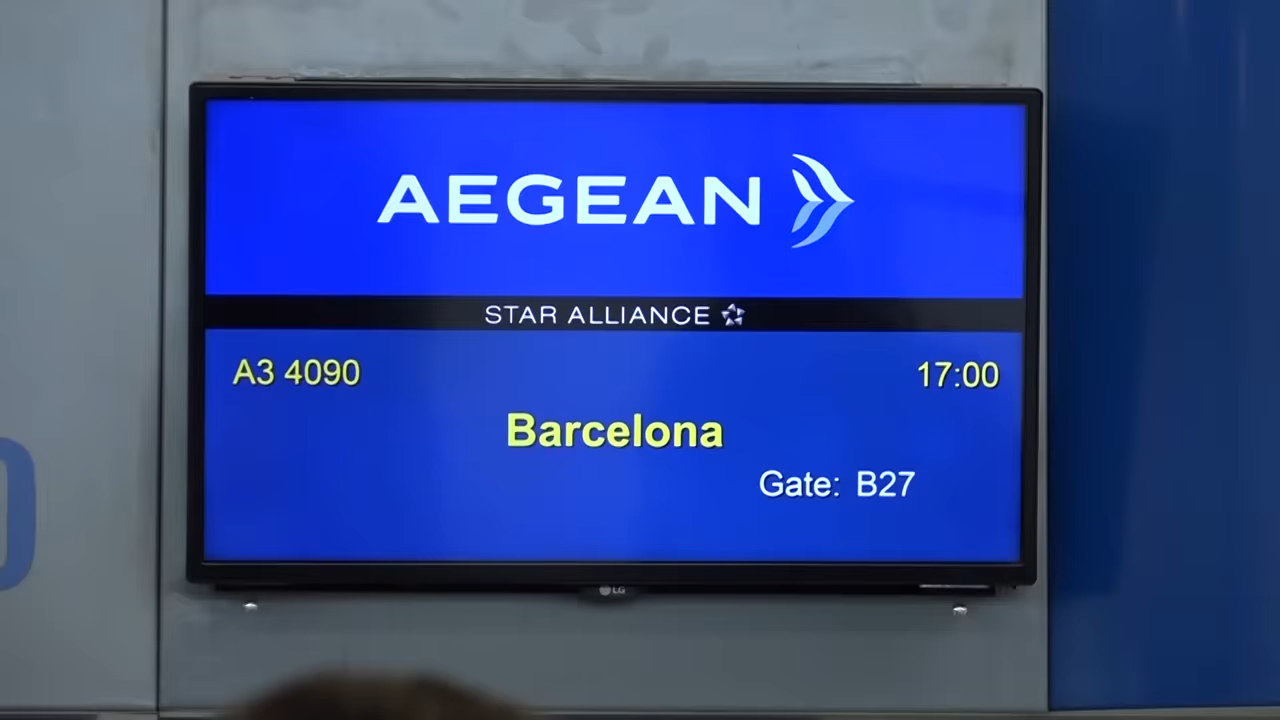 AEGEAN
STAR ALLIANCE
A3 4090 17:00
Barcelona
Gate: B27
LG